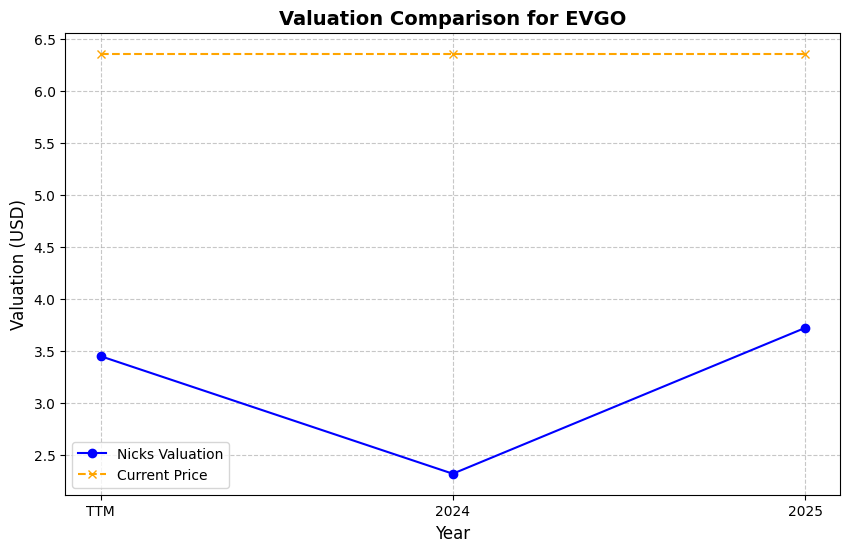 Valuation Comparison for EVGO
Valuation (USD)
6.5
6.0
5.5
5.0
4.5
4.0
3.5
3.0
2.5
Nicks Valuation
Current Price
TTM
2024
2025
Year